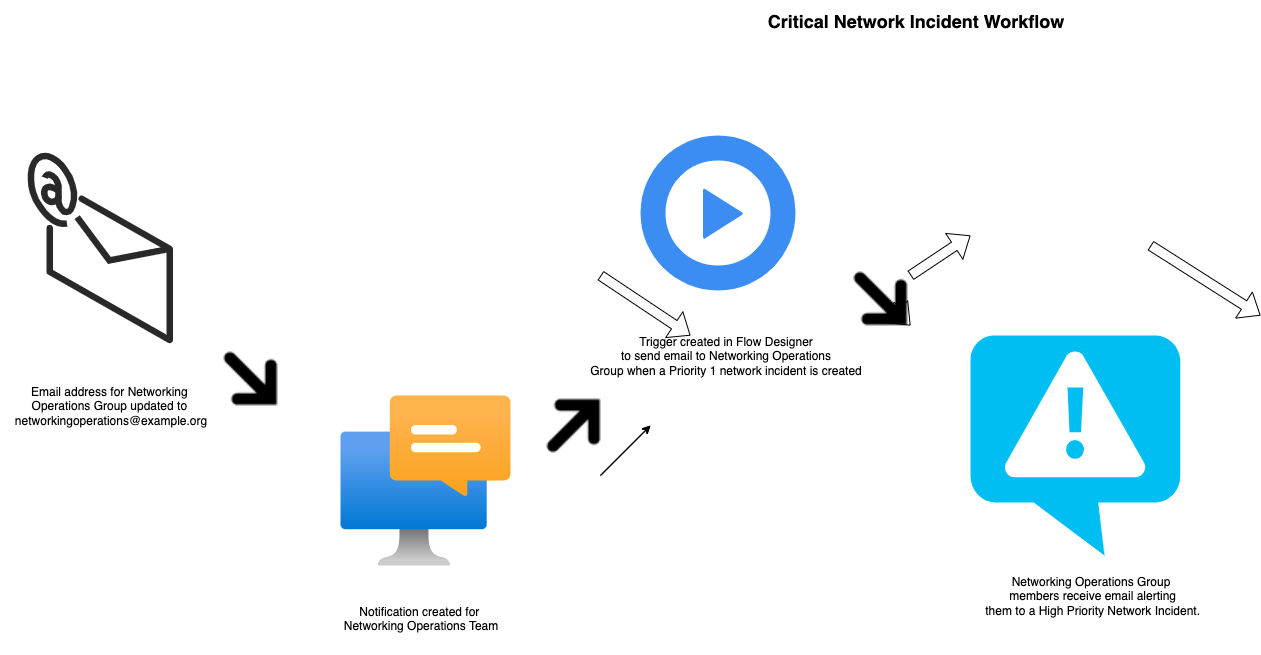 Critical Network Incident Workflow
Email address for Networking
Operations Group updated to
networkingoperations@example.org
Notification created for
Networking Operations Team
Trigger created in Flow Designer
to send email to Networking Operations
Group when a Priority 1 network incident is created
Networking Operations Group
members receive email alerting
them to a High Priority Network Incident.